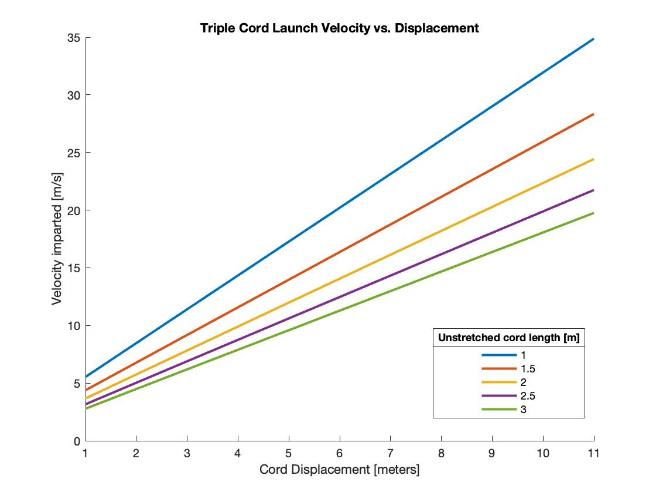 Triple Cord Launch Velocity vs. Displacement
35
30
25
20
15
10
5
0
Velocity imparted [m/s]
Unstretched cord length [m]
1
1.5
2
2.5
3
1 2 3 4 5 6 7 8 9 10 11
Cord Displacement [meters]